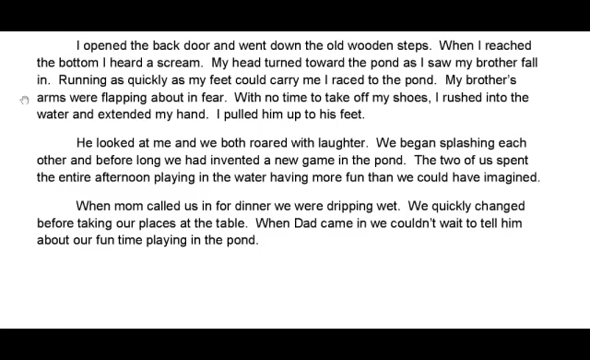 I opened the back door and went down the old wooden steps. When I reached
the bottom I heard a scream. My head turned toward the pond as I saw my brother fall
in. Running as quickly as my feet could carry me I raced to the pond. My brother's
arms were flapping about in fear. With no time to take off my shoes, I rushed into the
water and extended my hand. I pulled him up to his feet.
He looked at me and we both roared with laughter. We began splashing each
other and before long we had invented a new game in the pond. The two of us spent
the entire afternoon playing in the water having more fun than we could have imagined.
When mom called us in for dinner we were dripping wet. We quickly changed
before taking our places at the table. When Dad came in we couldn't wait to tell him
about our fun time playing in the pond.